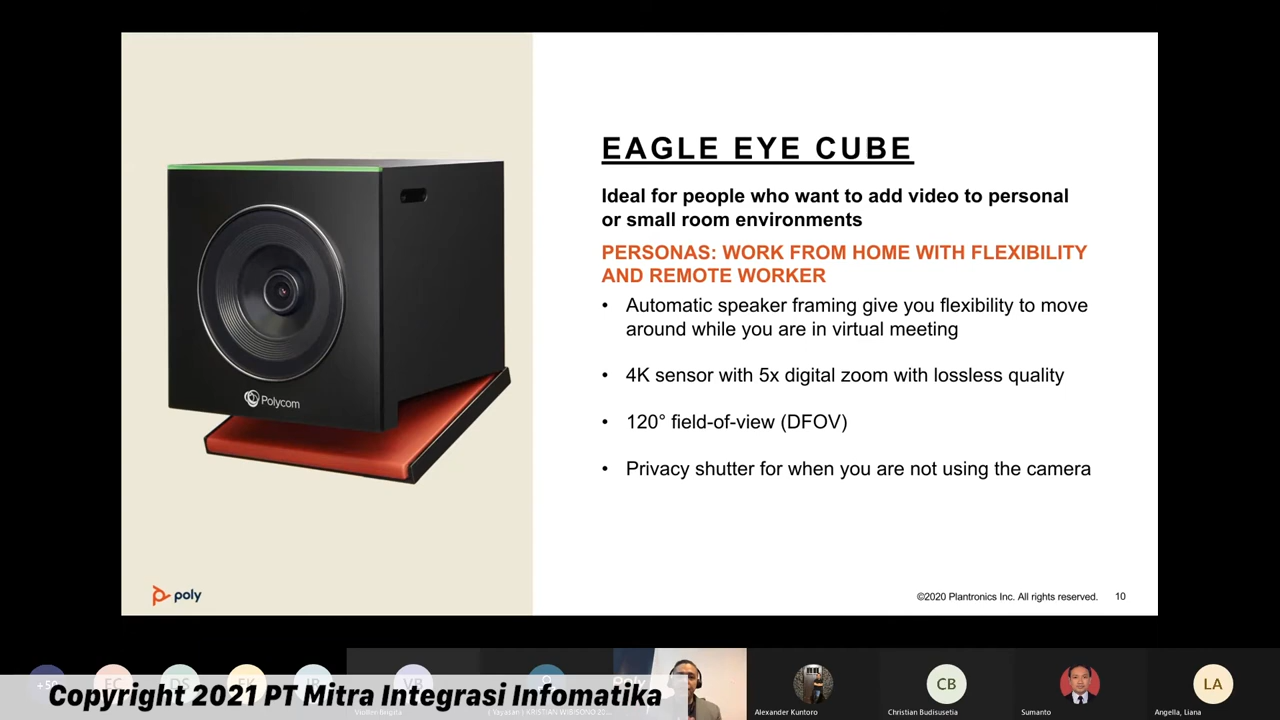 EAGLE EYE CUBE
Ideal for people who want to add video to personal
or small room environments
PERSONAS: WORK FROM HOME WITH FLEXIBILITY
AND REMOTE WORKER
• Automatic speaker framing give you flexibility to move
around while you are in virtual meeting
• 4K sensor with 5x digital zoom with lossless quality
• 120° field-of-view (DFOV)
• Privacy shutter for when you are not using the camera
Polycom
poly
©2020 Plantronics Inc. All rights reserved. 10
VB
CB
LA
Copyright 2021 PT Mitra Integrasi Infomatika
Alexander Kuntoro
Christian Budisusetia
Sumanto
Angella, Liana